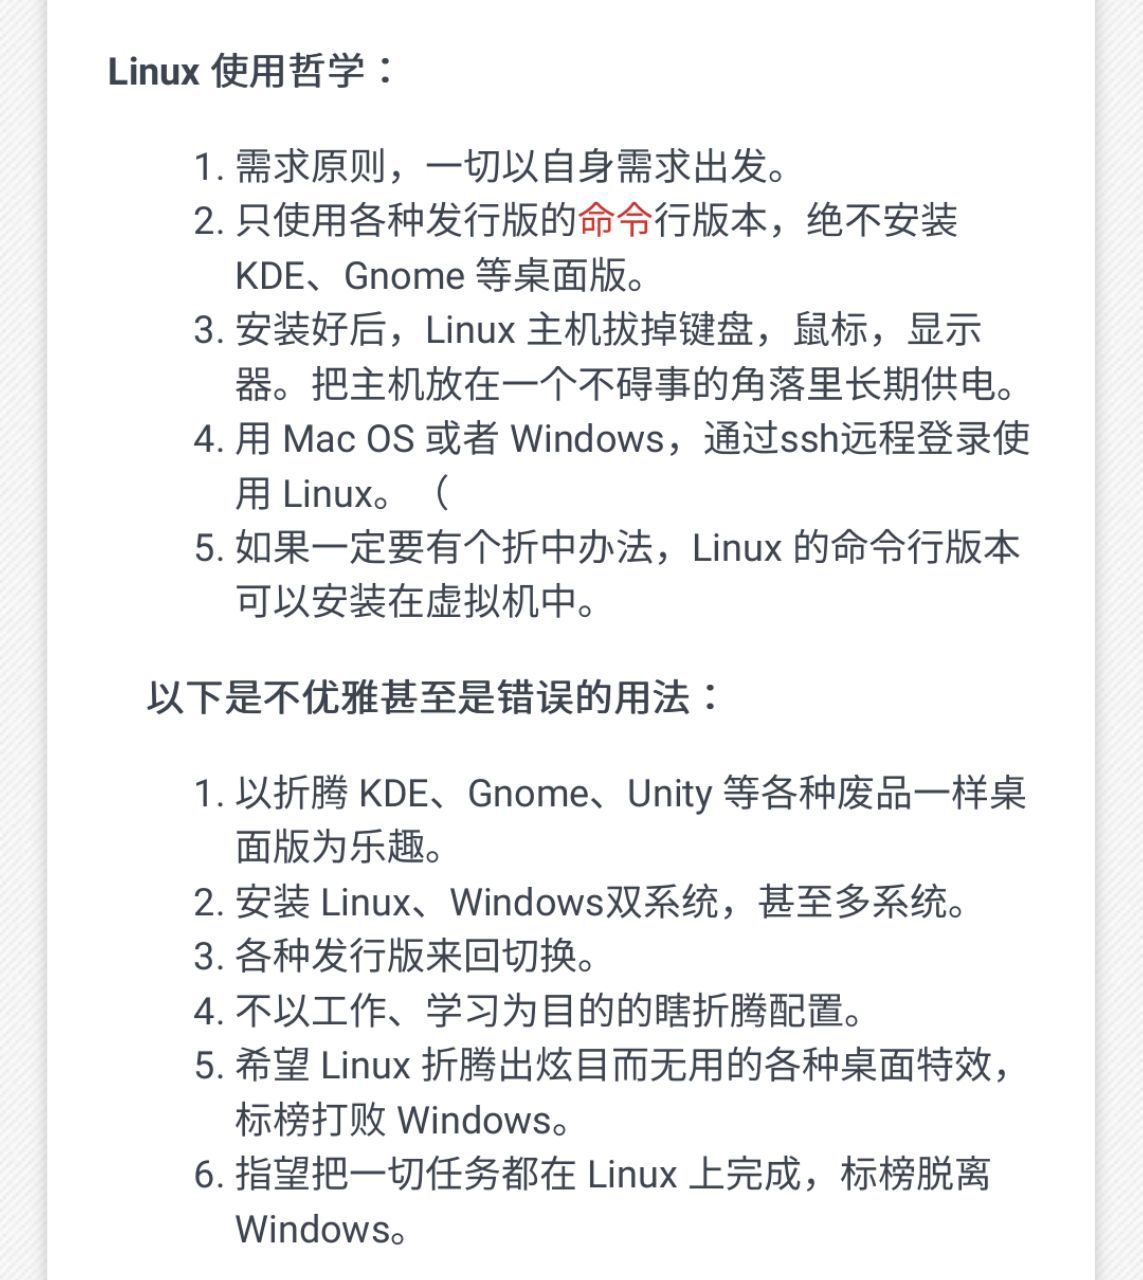 Linux 使用哲学：
1. 需求原则，一切以自身需求出发。
2. 只使用各种发行版的命令行版本，绝不安装
KDE、Gnome 等桌面版。
3. 安装好后，Linux 主机拔掉键盘，鼠标，显示
器。把主机放在一个不碍事的角落里长期供电。
4. 用 Mac OS 或者 Windows，通过ssh远程登录使
用 Linux。（
5. 如果一定要有个折中办法，Linux 的命令行版本
可以安装在虚拟机中。
以下是不优雅甚至是错误的用法：
1. 以折腾 KDE、Gnome、Unity 等各种废品一样桌
面版为乐趣。
2. 安装 Linux、Windows双系统，甚至多系统。
3. 各种发行版来回切换。
4. 不以工作、学习为目的的瞎折腾配置。
5. 希望 Linux 折腾出炫目而无用的各种桌面特效，
标榜打败 Windows。
6. 指望把一切任务都在 Linux 上完成，标榜脱离
Windows。